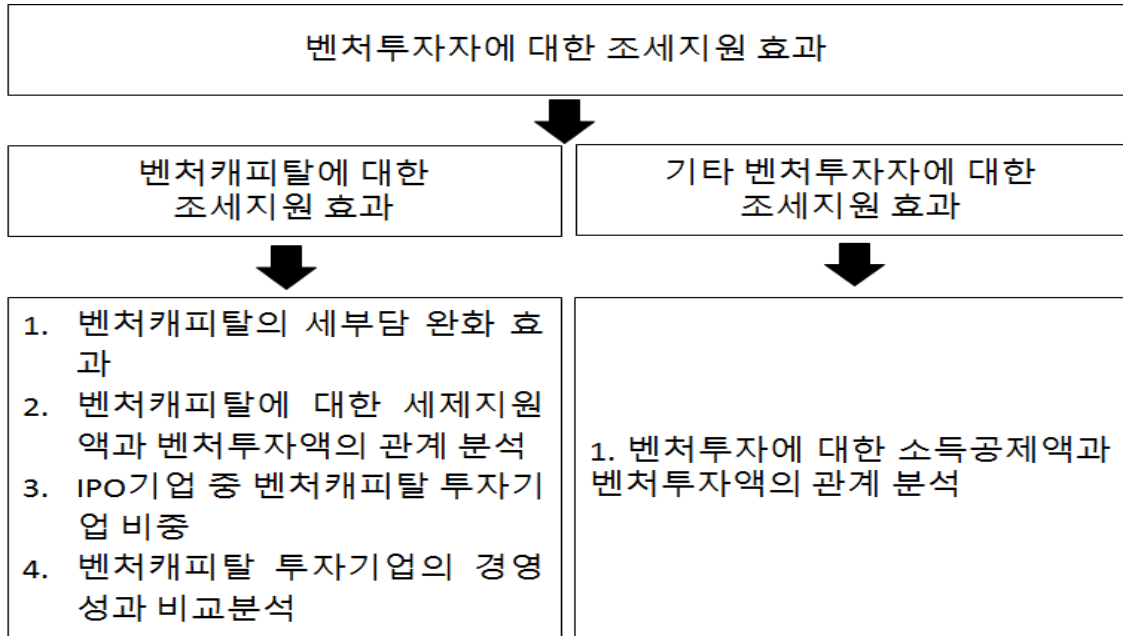 벤처투자자에 대한 조세지원 효과
벤처캐피탈에 대한
조세지원 효과
기타 벤처투자자에 대한
조세지원 효과
1. 벤처캐피탈의 세부담 완화 효
과
2. 벤처캐피탈에 대한 세제지원
액과 벤처투자액의 관계 분석
3. IPO기업 중 벤처캐피탈 투자기
업 비중
4. 벤처캐피탈 투자기업의 경영
성과 비교분석
1. 벤처투자에 대한 소득공제액과
벤처투자액의 관계 분석